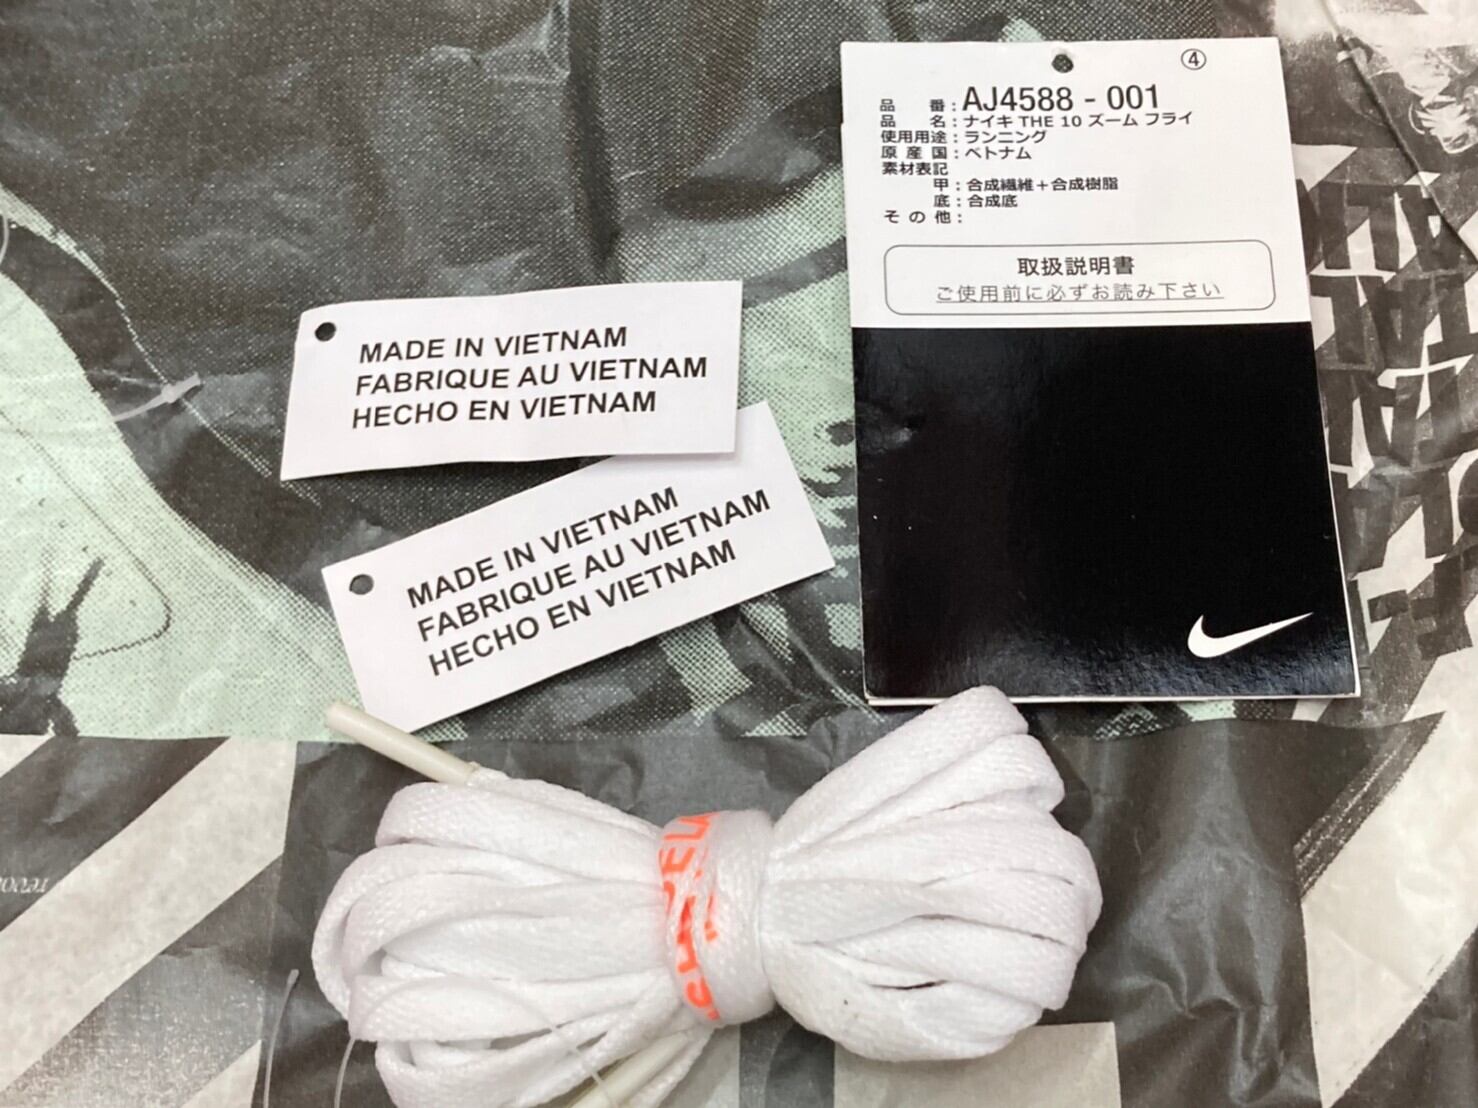 ④
品 番：AJ4588 - 001
品 名：ナイキ THE 10 ズーム フライ
使用用途：ランニング
原 産 国：ベトナム
素材表記
甲：合成繊維＋合成樹脂
底：合成底
そ の 他：
取扱説明書
ご使用前に必ずお読み下さい
MADE IN VIETNAM
FABRIQUE AU VIETNAM
HECHO EN VIETNAM
MADE IN VIETNAM
FABRIQUE AU VIETNAM
HECHO EN VIETNAM